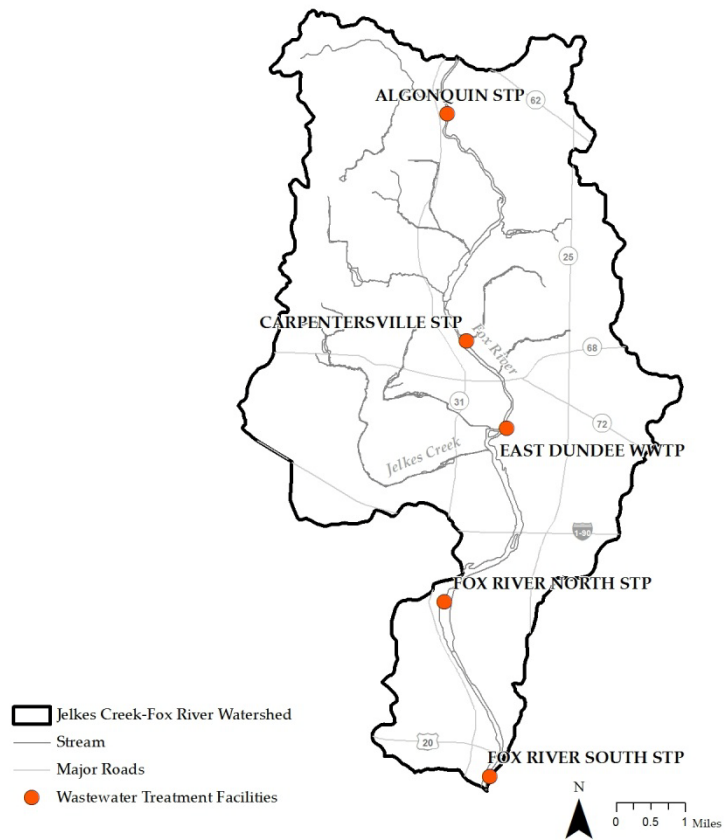 ALGONQUIN STP
62
25
CARPENTERSVILLE STP
Fox River
68
31
72
EAST DUNDEE WWTP
Jelkes Creek
1-90
FOX RIVER NORTH STP
Jelkes Creek-Fox River Watershed
Stream
20
Major Roads
FOX RIVER SOUTH STP
Wastewater Treatment Facilities
N
0 0.5 1 Miles